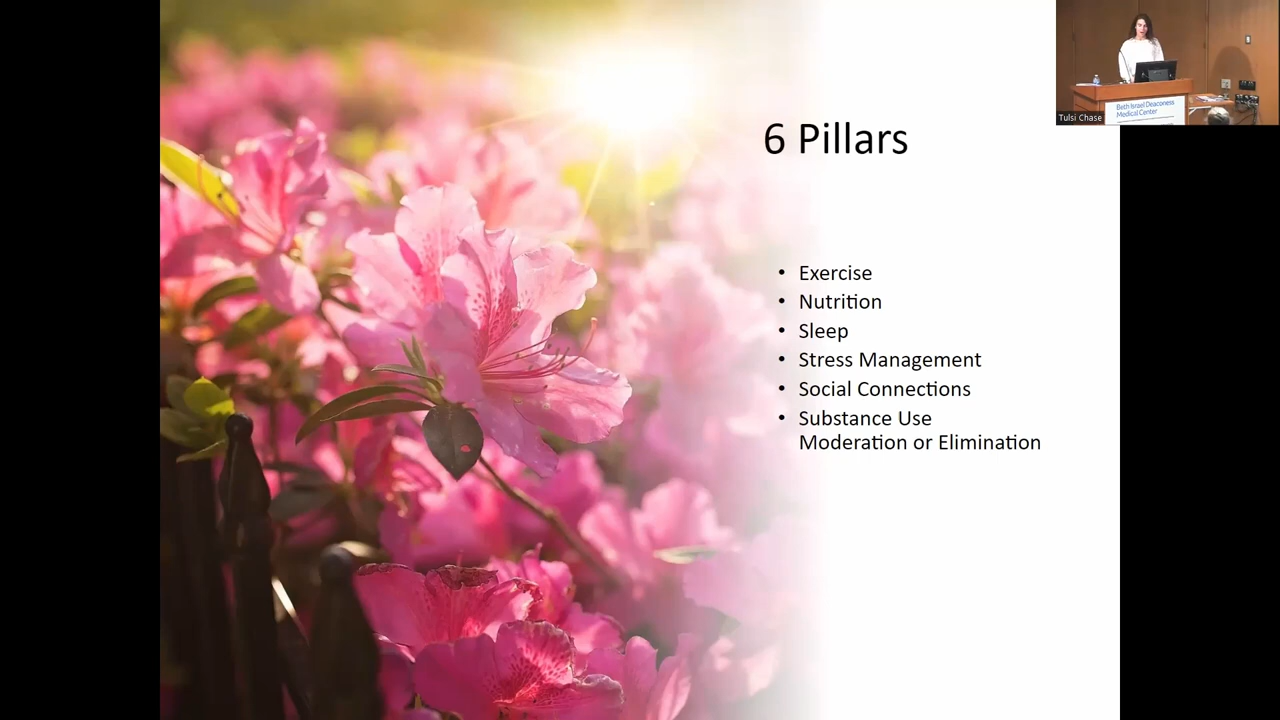 6 Pillars
• Exercise
• Nutrition
• Sleep
• Stress Management
• Social Connections
• Substance Use
Moderation or Elimination
Beth Israel Deaconess
Medical Center
Tulsi Chase